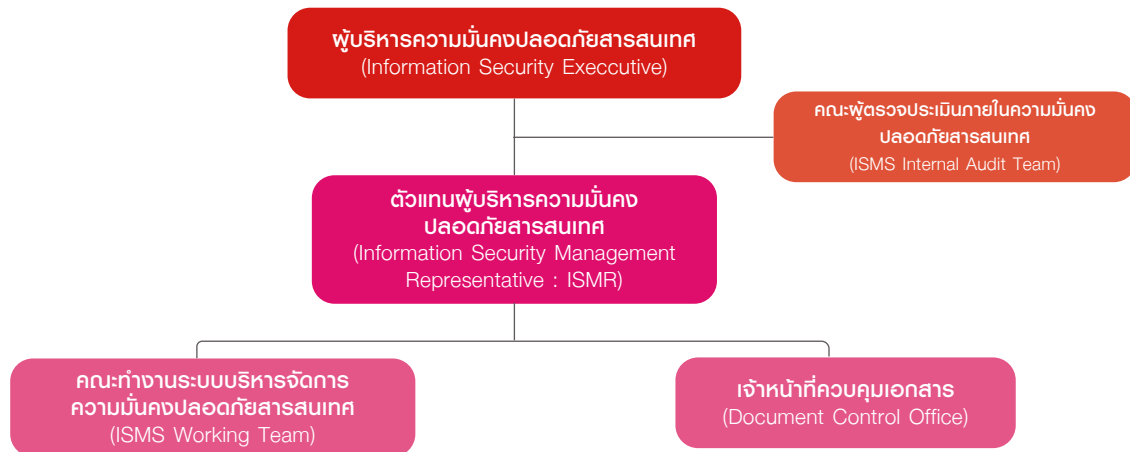 ผู้บริหารความมั่นคงปลอดภัยสารสนเทศ
(Information Security Execcutive)
คณะผู้ตรวจประเมินภายในความมั่นคง
ปลอดภัยสารสนเทศ
(ISMS Internal Audit Team)
ตัวแทนผู้บริหารความมั่นคง
ปลอดภัยสารสนเทศ
(Information Security Management
Representative : ISMR)
คณะทำงานระบบบริหารจัดการ
ความมั่นคงปลอดภัยสารสนเทศ
(ISMS Working Team)
เจ้าหน้าที่ควบคุมเอกสาร
(Document Control Office)